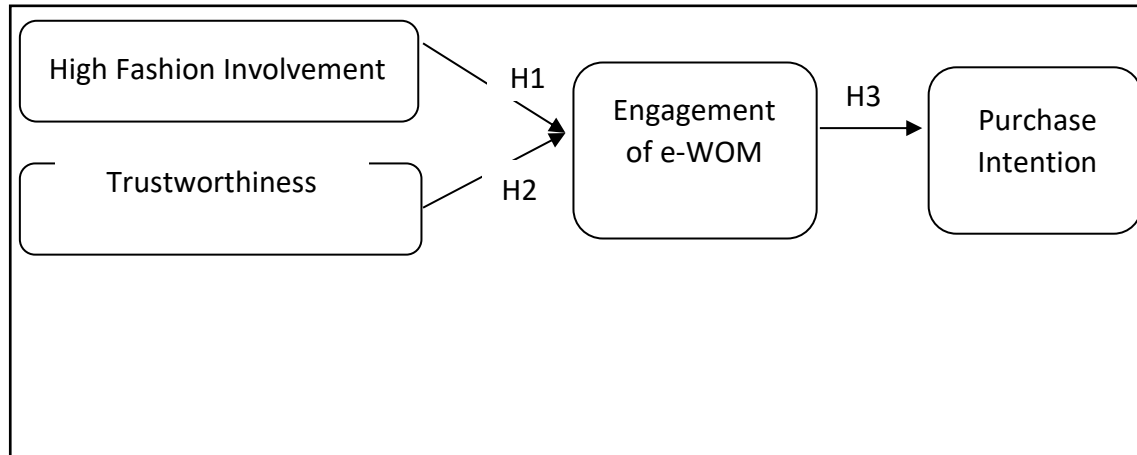 High Fashion Involvement
H1
Trustworthiness
H2
Engagement
of e-WOM
H3
Purchase
Intention